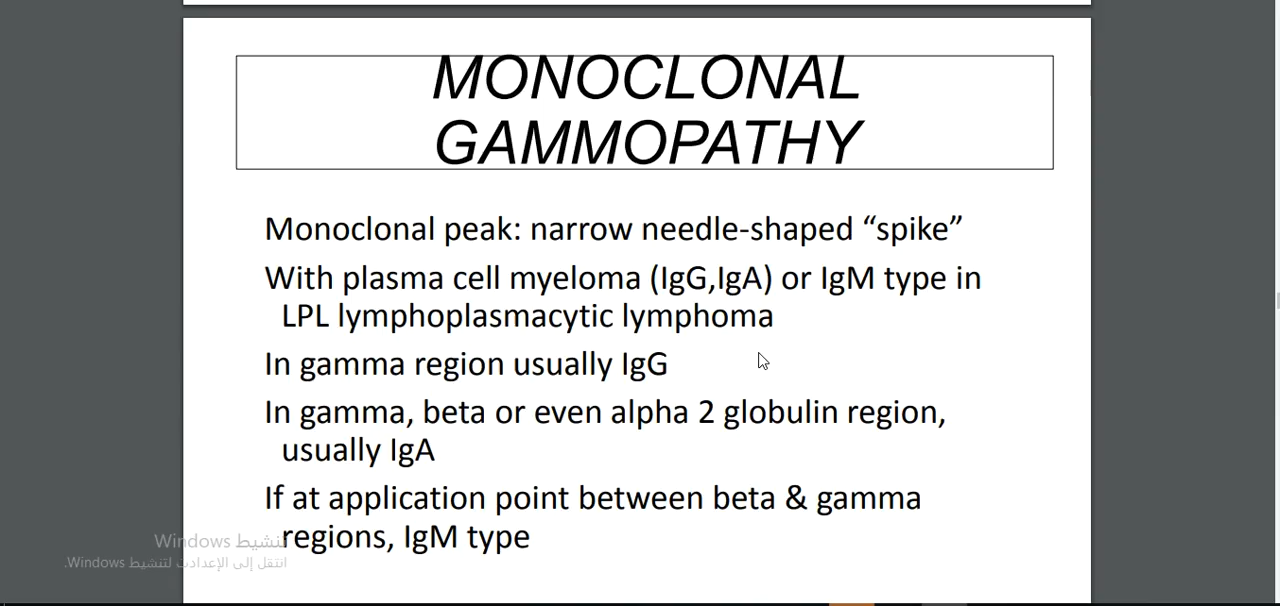 MONOCLONAL
GAMMOPATHY
Monoclonal peak: narrow needle-shaped “spike”
With plasma cell myeloma (IgG,IgA) or IgM type in
LPL lymphoplasmacytic lymphoma
In gamma region usually IgG
In gamma, beta or even alpha 2 globulin region,
usually IgA
If at application point between beta & gamma
regions, IgM type
تنشيط Windows
انتقل إلى الإعدادات لتنشيط Windows.